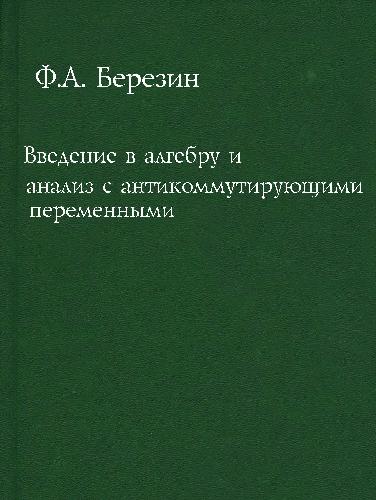 Ф.А. Березин
Введение в алгебру и
анализ с антикоммутирующими
переменными